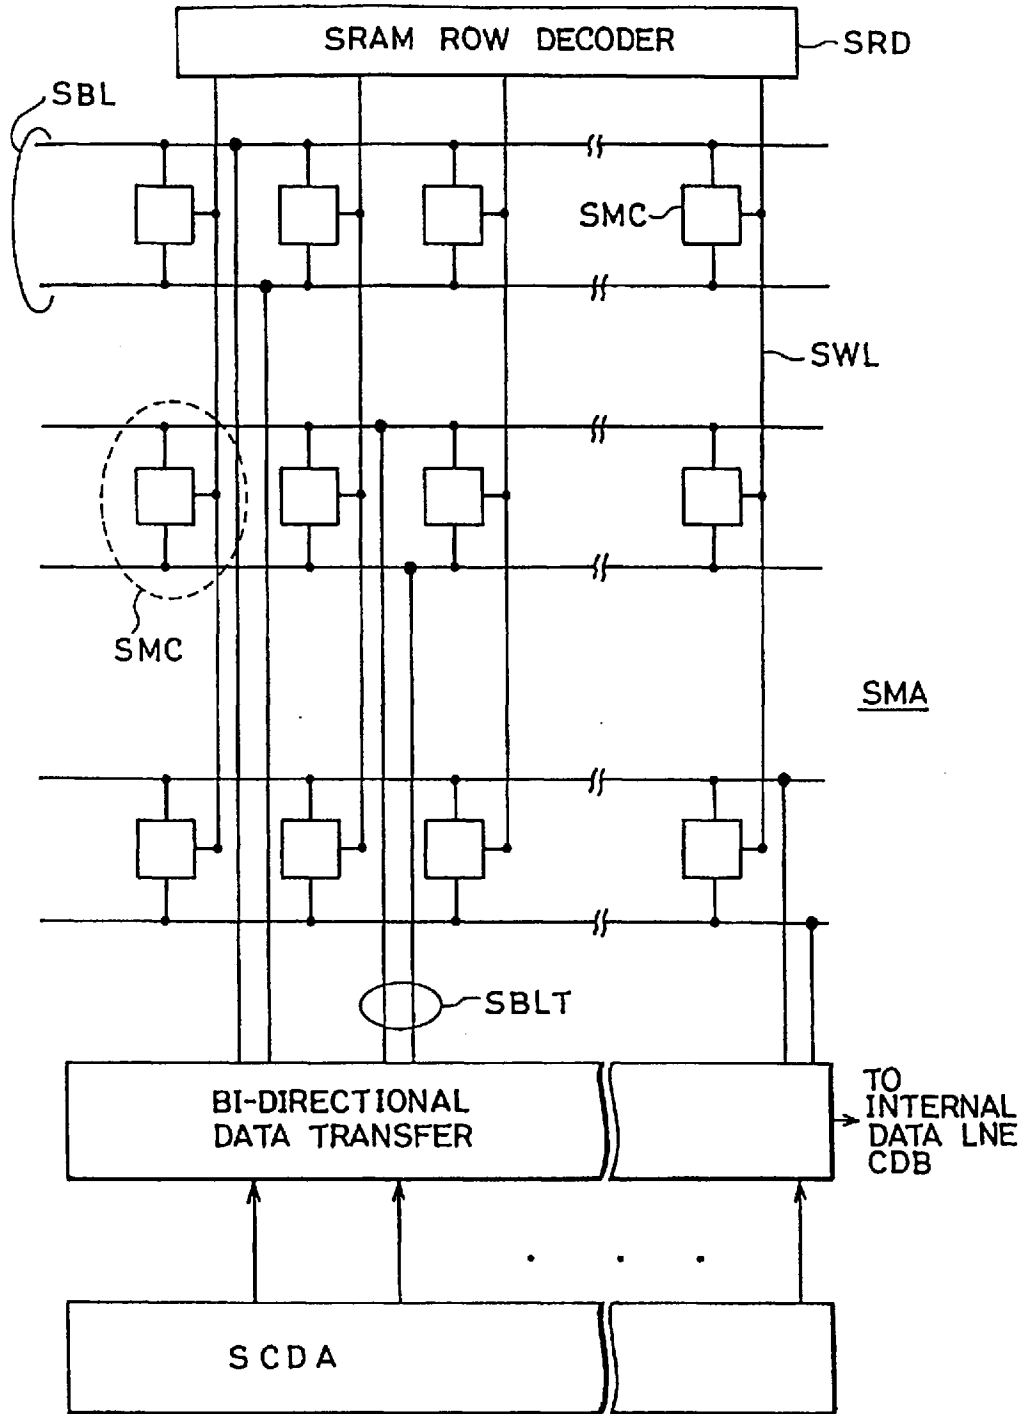 SRAM ROW DECODER
SRD
SBL
SMC
SWL
SMC
SMA
SBLT
BI-DIRECTIONAL
DATA TRANSFER
TO
INTERNAL
DATA LNE
CDB
SCDA